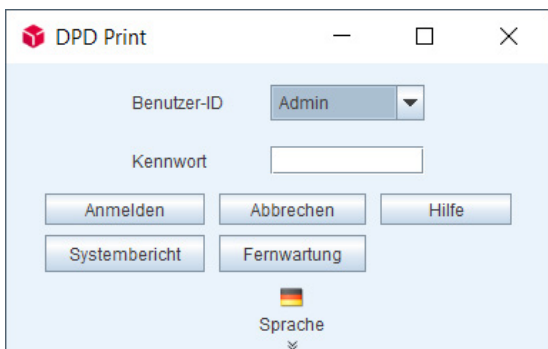 DPD Print
Benutzer-ID Admin
Kennwort
Anmelden Abbrechen Hilfe
Systembericht Fernwartung
Sprache